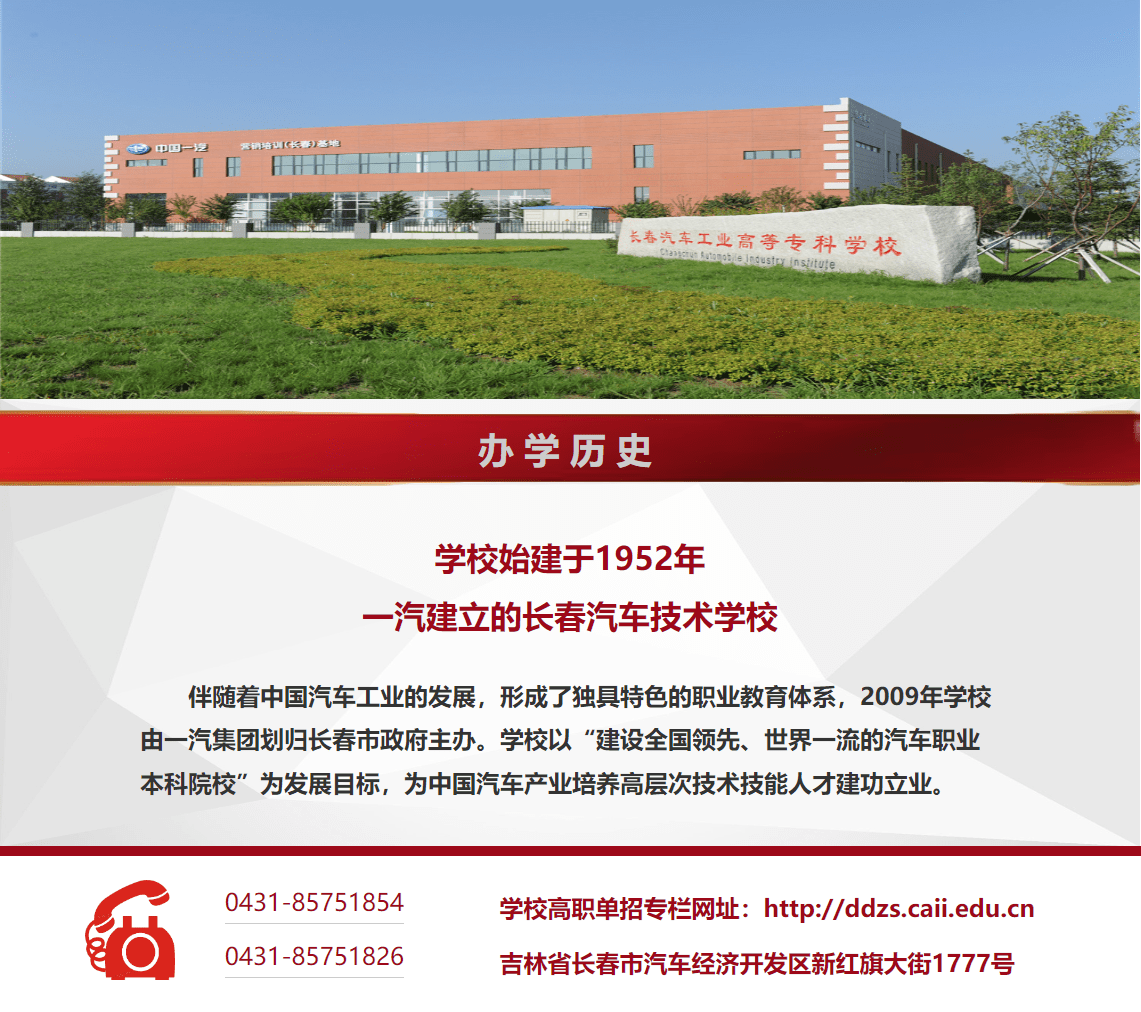 中国一汽
营销培训(长春)基地
长春汽车工业高等专科学校
Changchun Automobile Industry Institute
办学历史
学校始建于1952年
一汽建立的长春汽车技术学校
伴随着中国汽车工业的发展，形成了独具特色的职业教育体系，2009年学校
由一汽集团划归长春市政府主办。学校以“建设全国领先、世界一流的汽车职业
本科院校”为发展目标，为中国汽车产业培养高层次技术技能人才建功立业。
0431-85751854
0431-85751826
学校高职单招专栏网址：http://ddzs.caii.edu.cn
吉林省长春市汽车经济开发区新红旗大街1777号